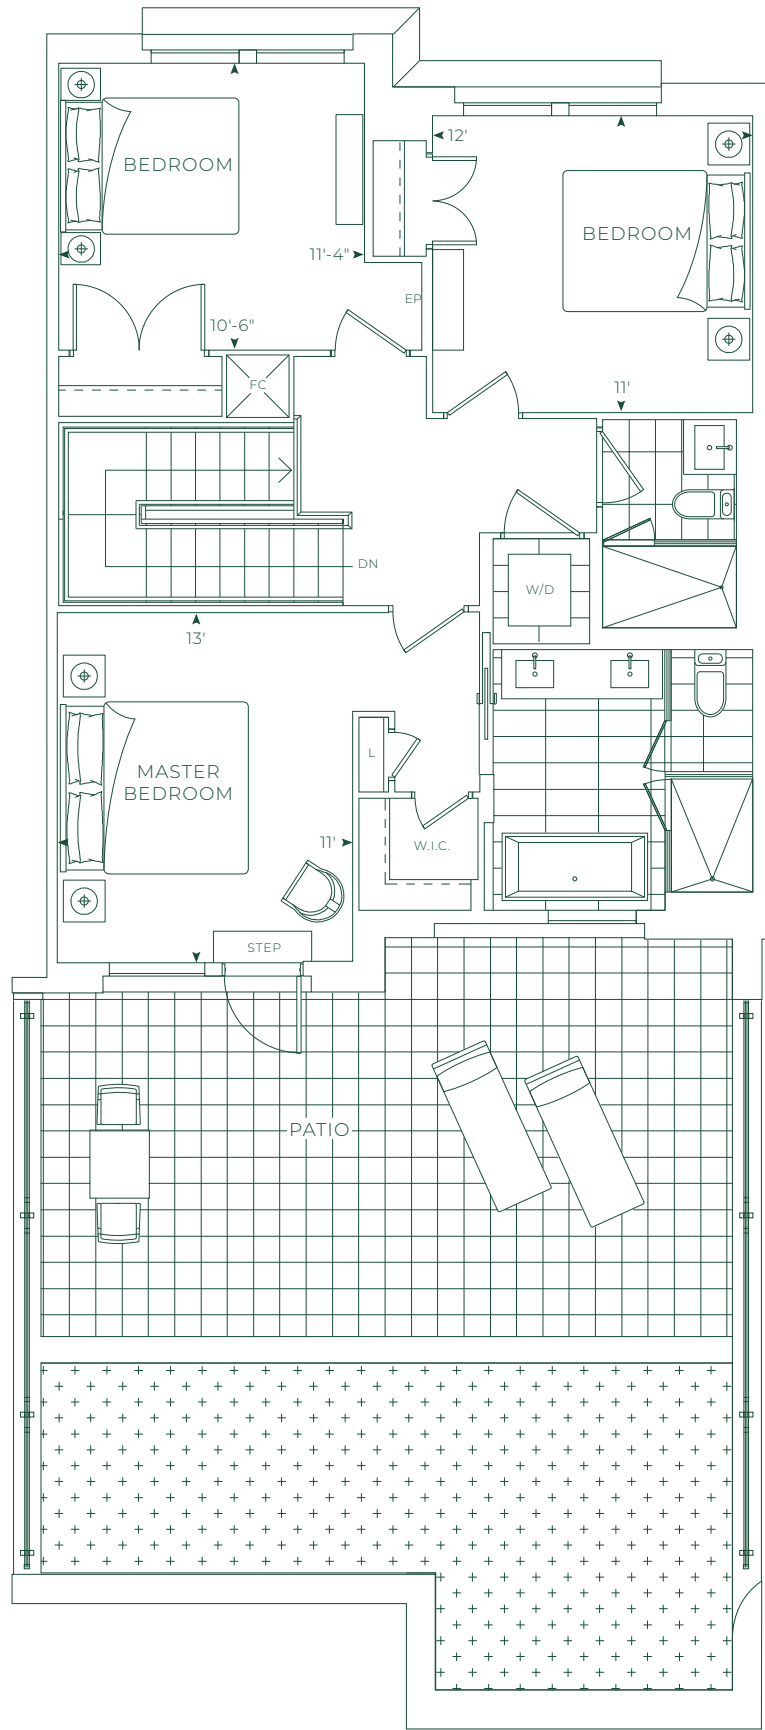 12'
BEDROOM
BEDROOM
11'-4"
EP
10'-6"
FC
11'
DN
W/D
13'
L
MASTER
BEDROOM
11'
W.I.C.
STEP
PATIO